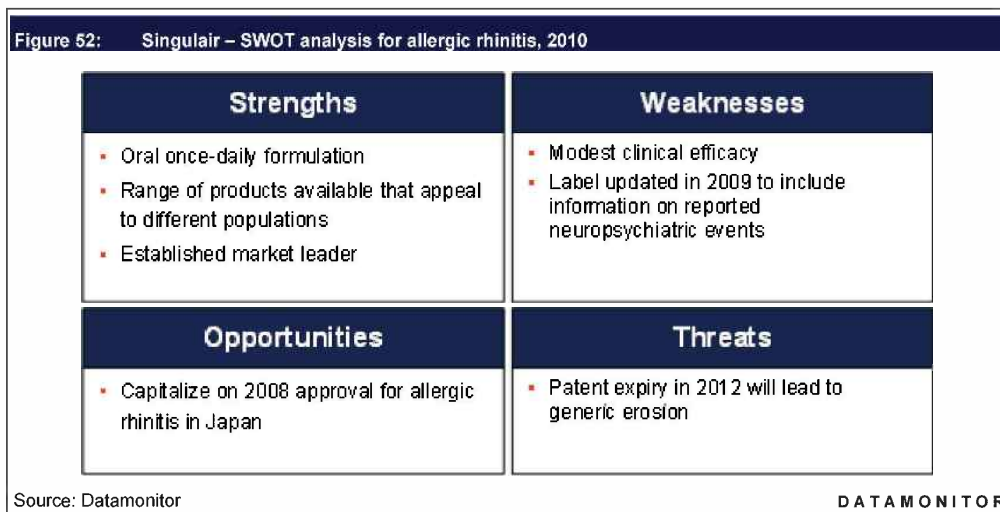 Figure 52: Singulair – SWOT analysis for allergic rhinitis, 2010
Strengths
▪ Oral once-daily formulation
▪ Range of products available that appeal
to different populations
▪ Established market leader
Weaknesses
▪ Modest clinical efficacy
▪ Label updated in 2009 to include
information on reported
neuropsychiatric events
Opportunities
▪ Capitalize on 2008 approval for allergic
rhinitis in Japan
Threats
▪ Patent expiry in 2012 will lead to
generic erosion
Source: Datamonitor
DATAMONITOR